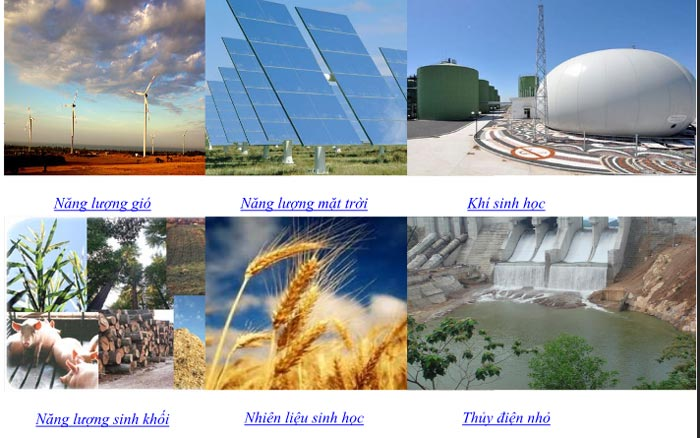 Năng lượng gió
Năng lượng mặt trời
Khí sinh học
Năng lượng sinh khối
Nhiên liệu sinh học
Thủy điện nhỏ